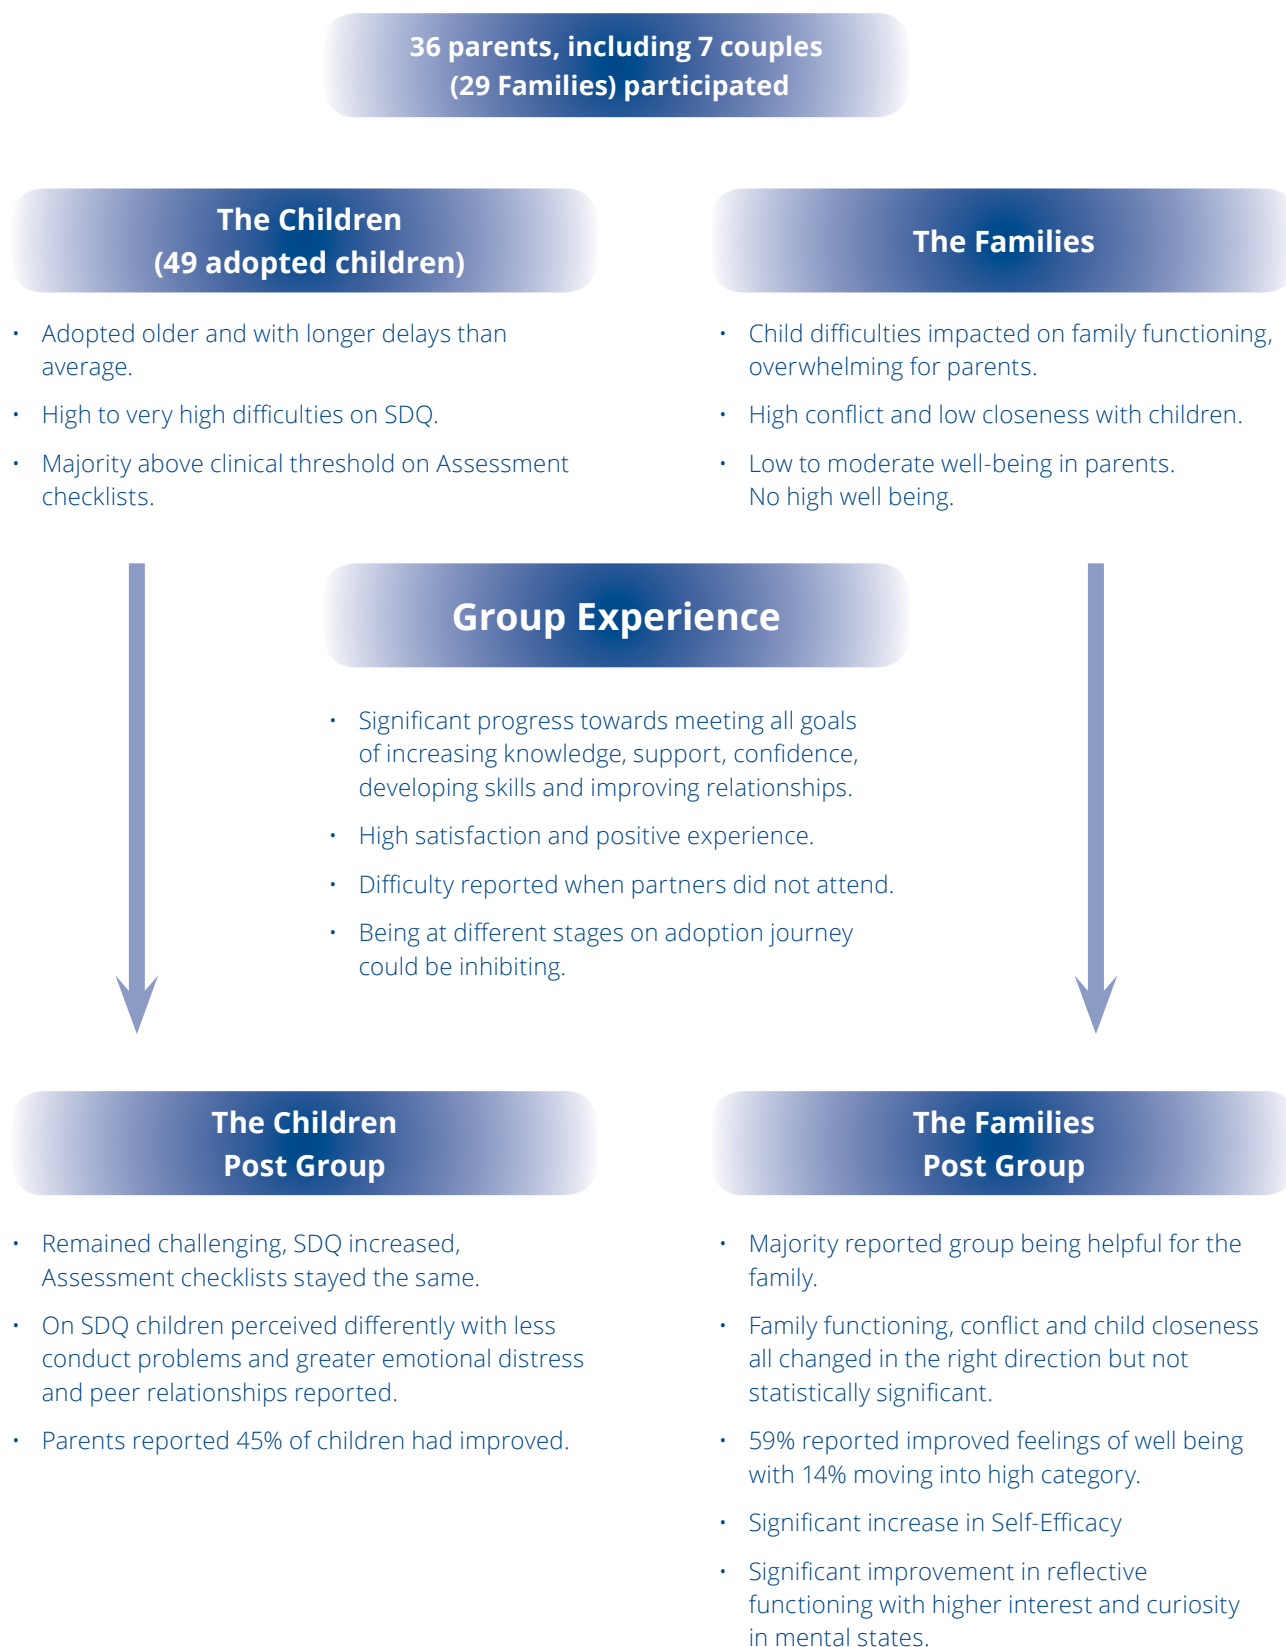 36 parents, including 7 couples
(29 Families) participated
The Children
(49 adopted children)
• Adopted older and with longer delays than
average.
• High to very high difficulties on SDQ.
• Majority above clinical threshold on Assessment
checklists.
The Families
• Child difficulties impacted on family functioning,
overwhelming for parents.
• High conflict and low closeness with children.
• Low to moderate well-being in parents.
No high well being.
Group Experience
• Significant progress towards meeting all goals
of increasing knowledge, support, confidence,
developing skills and improving relationships.
• High satisfaction and positive experience.
• Difficulty reported when partners did not attend.
• Being at different stages on adoption journey
could be inhibiting.
The Children
Post Group
• Remained challenging, SDQ increased,
Assessment checklists stayed the same.
• On SDQ children perceived differently with less
conduct problems and greater emotional distress
and peer relationships reported.
• Parents reported 45% of children had improved.
The Families
Post Group
• Majority reported group being helpful for the
family.
• Family functioning, conflict and child closeness
all changed in the right direction but not
statistically significant.
• 59% reported improved feelings of well being
with 14% moving into high category.
• Significant increase in Self-Efficacy
• Significant improvement in reflective
functioning with higher interest and curiosity
in mental states.